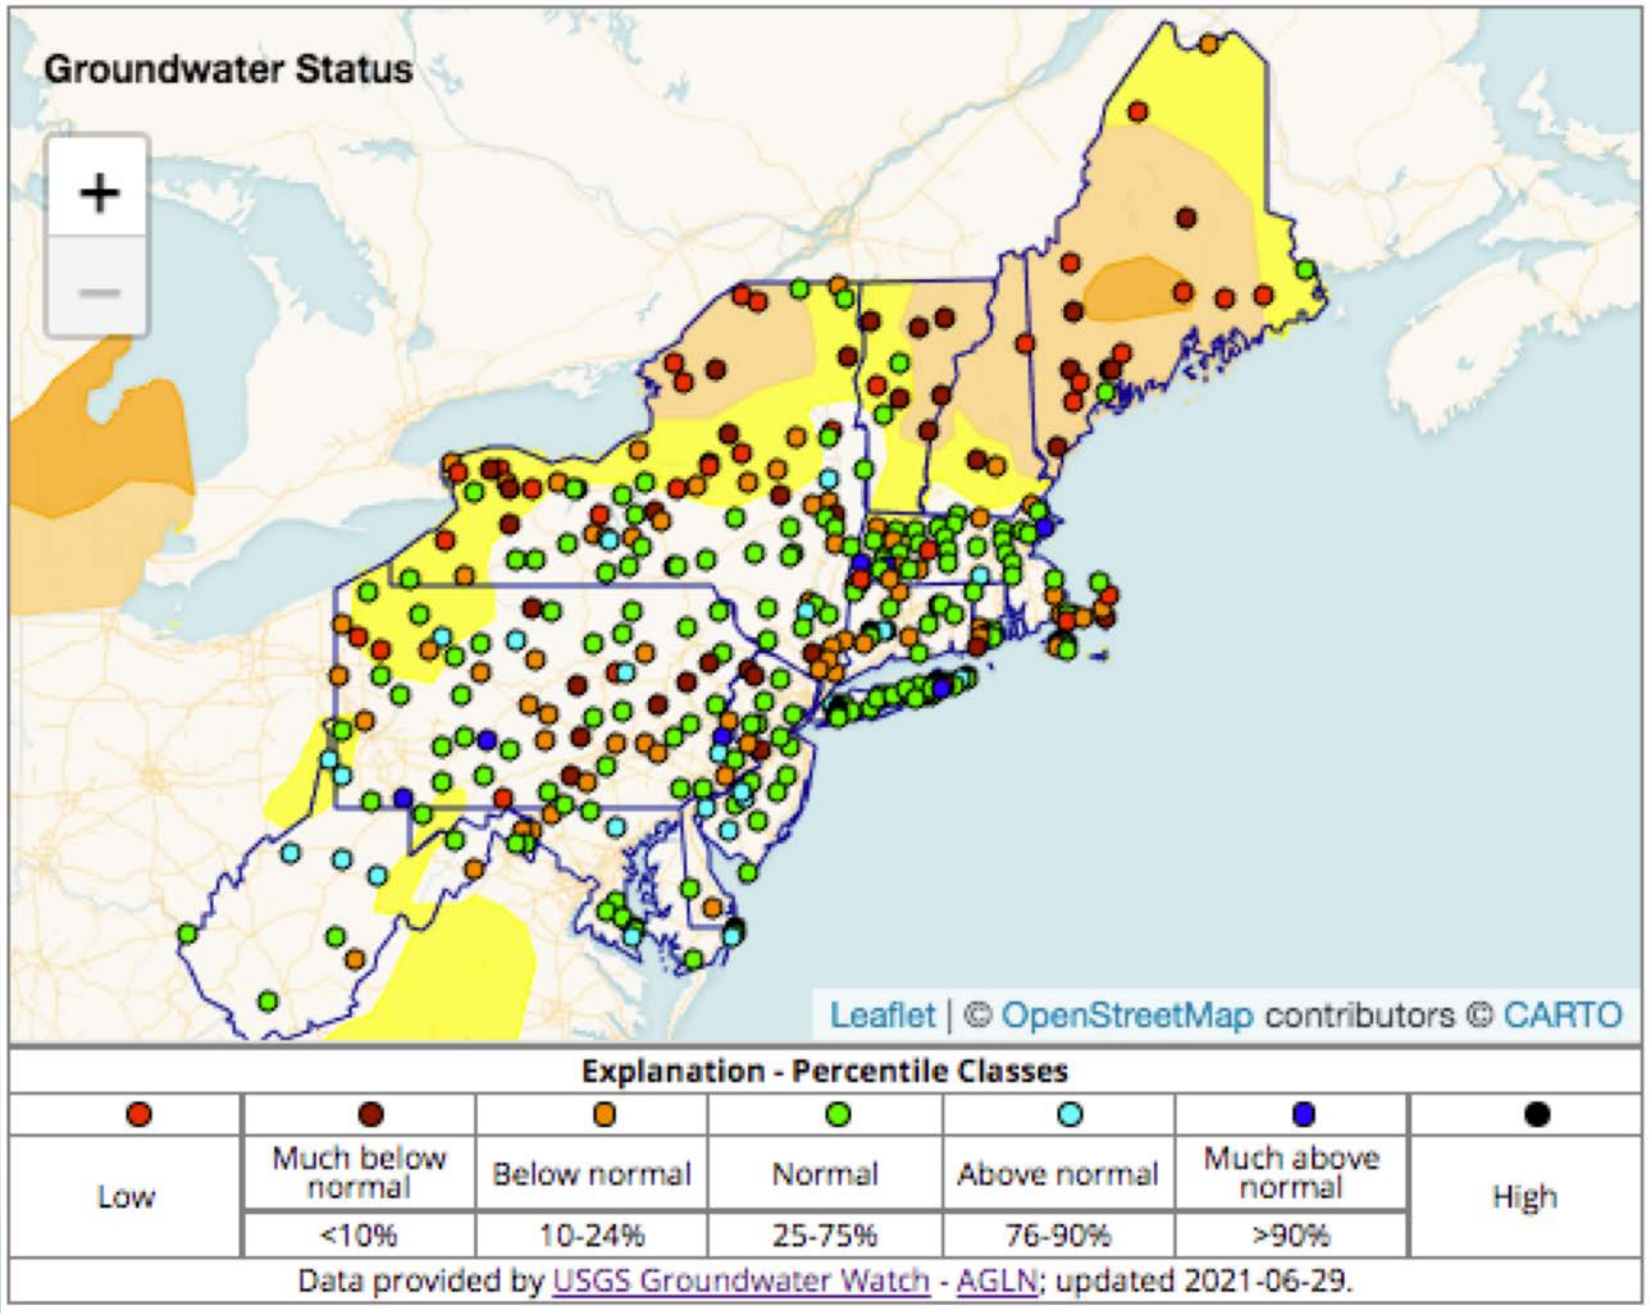 Groundwater Status
+
−
Leaflet | © OpenStreetMap contributors © CARTO
Explanation - Percentile Classes
Low
Much below normal
Below normal
Normal
Above normal
Much above normal
High
<10%
10-24%
25-75%
76-90%
>90%
Data provided by USGS Groundwater Watch - AGLN; updated 2021-06-29.